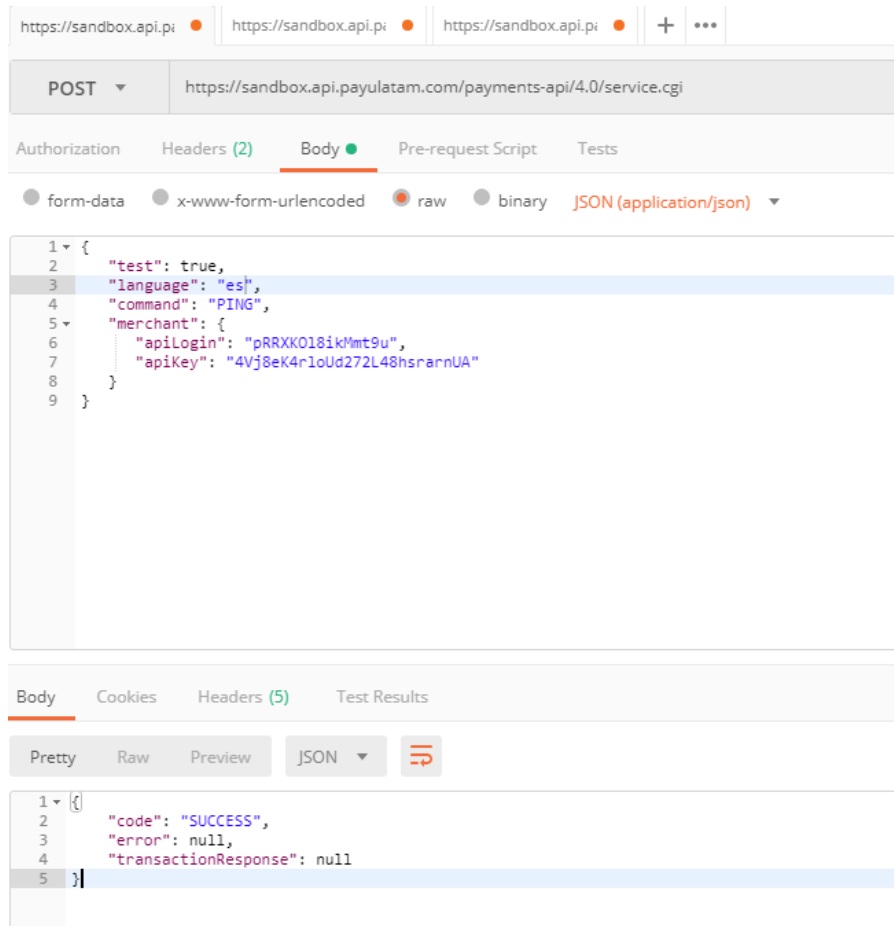 https://sandbox.api.pa https://sandbox.api.pa https://sandbox.api.pa + •••
POST https://sandbox.api.payulatam.com/payments-api/4.0/service.cgi
Authorization Headers (2) Body Pre-request Script Tests
form-data x-www-form-urlencoded raw binary JSON (application/json)
1 {
2 "test": true,
3 "language": "es",
4 "command": "PING",
5 "merchant": {
6 "apiLogin": "pRRXKOl8ikMmt9u",
7 "apiKey": "4Vj8eK4rloUd272L48hsrarnUA"
8 }
9 }
Body Cookies Headers (5) Test Results
Pretty Raw Preview JSON
1 {
2 "code": "SUCCESS",
3 "error": null,
4 "transactionResponse": null
5 }